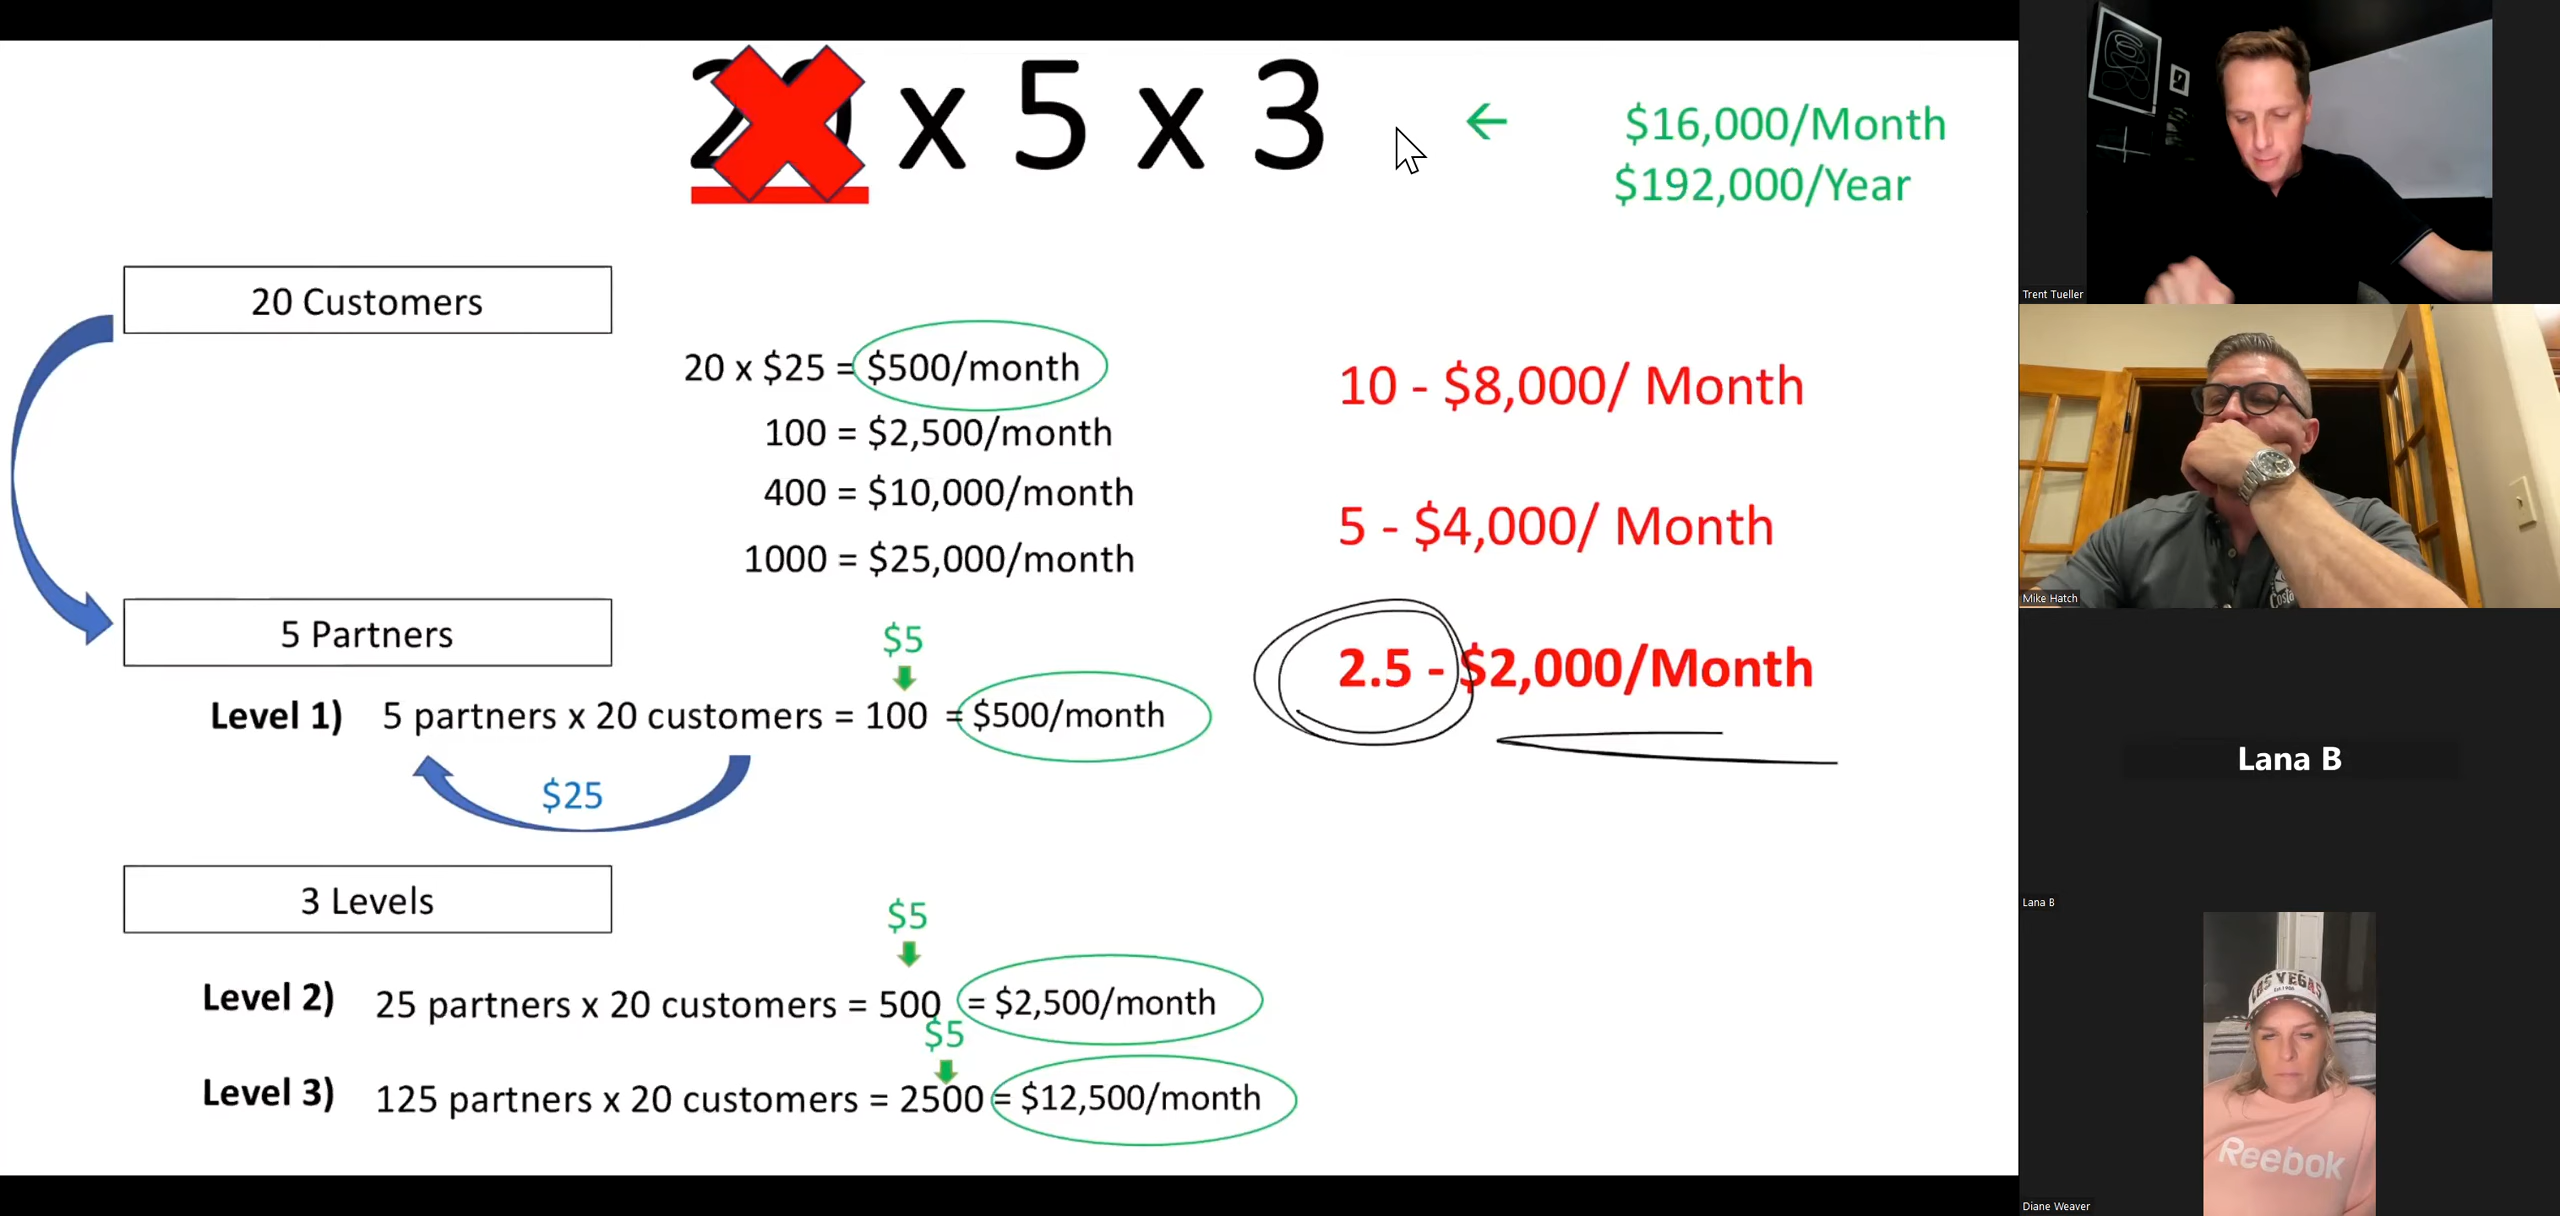 20 x 5 x 3
← $16,000/Month
$192,000/Year
20 Customers
20 x $25 = $500/month
100 = $2,500/month
400 = $10,000/month
1000 = $25,000/month
10 - $8,000/ Month
5 - $4,000/ Month
2.5 - $2,000/Month
5 Partners
$5
Level 1) 5 partners x 20 customers = 100 = $500/month
$25
3 Levels
$5
Level 2) 25 partners x 20 customers = 500 = $2,500/month
$5
Level 3) 125 partners x 20 customers = 2500 = $12,500/month
Trent Tueller
Mike Hatch
Lana B
Lana B
LAS VEGAS
Reebok
Diane Weaver